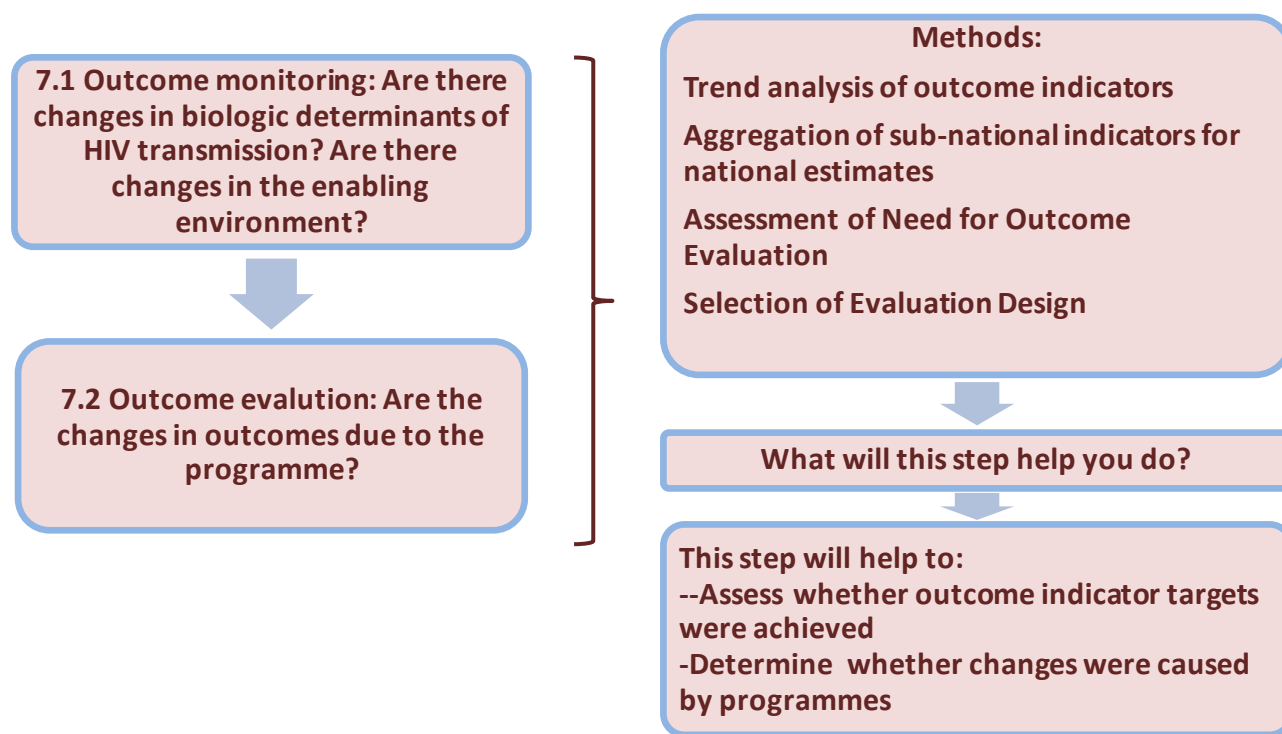 7.1 Outcome monitoring: Are there
changes in biologic determinants of
HIV transmission? Are there
changes in the enabling
environment?
7.2 Outcome evalution: Are the
changes in outcomes due to the
programme?
Methods:
Trend analysis of outcome indicators
Aggregation of sub-national indicators for
national estimates
Assessment of Need for Outcome
Evaluation
Selection of Evaluation Design
What will this step help you do?
This step will help to:
--Assess whether outcome indicator targets
were achieved
-Determine whether changes were caused
by programmes